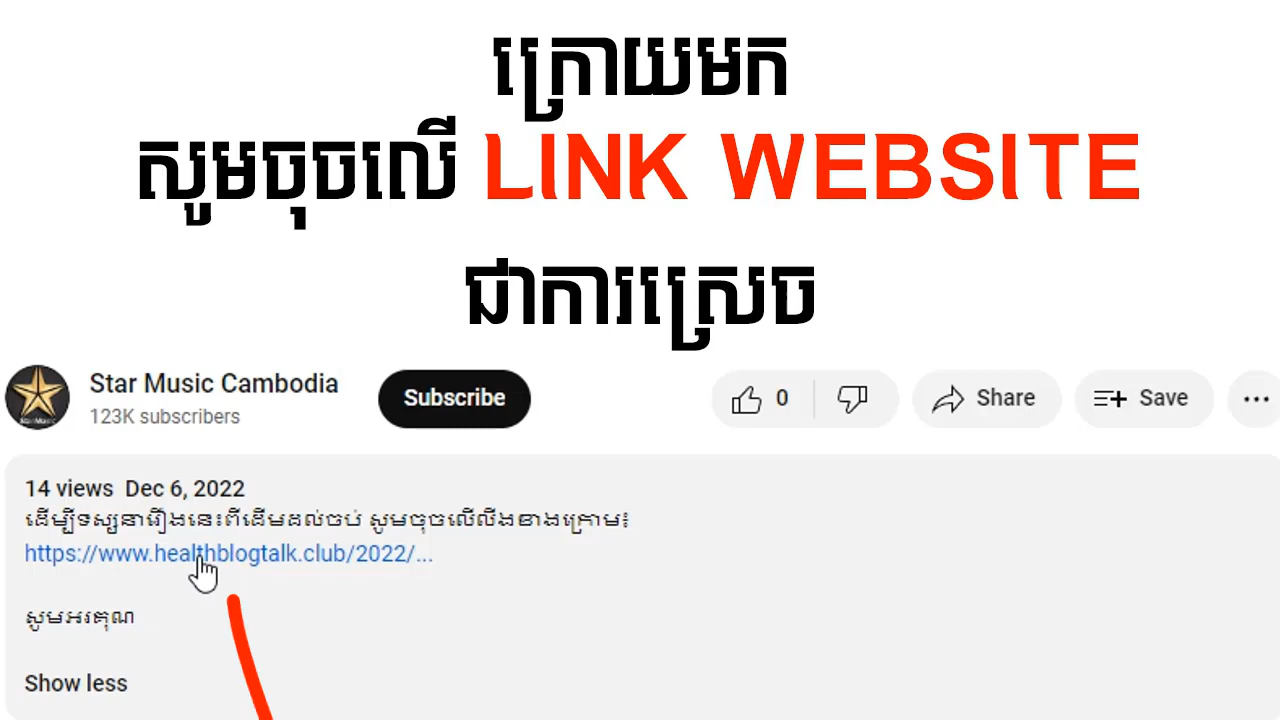 ក្រោយមក
សូមចុចលើ LINK WEBSITE
ជាការស្រេច
Star Music Cambodia
123K subscribers
Subscribe
0
Share
Save
14 views Dec 6, 2022
ដើម្បីទស្សនារឿងនេះពីដើមដល់ចប់ សូមចុចលើលីងខាងក្រោម៖
https://www.healthblogtalk.club/2022/...
សូមអរគុណ
Show less